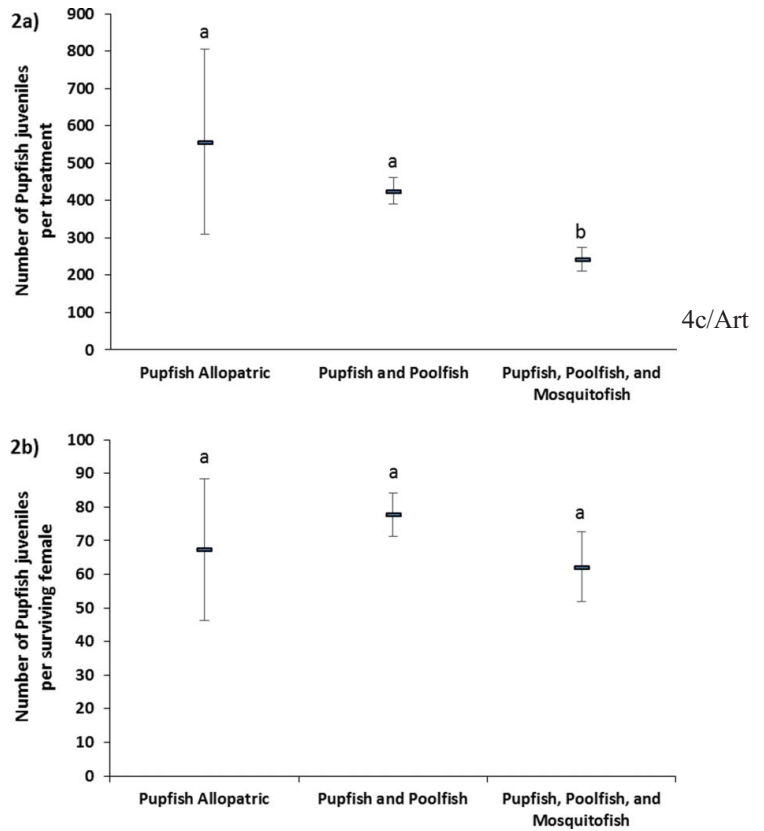 2a)
900
800
700
600
500
400
300
200
100
0
Number of Pupfish juveniles
per treatment
a
a
b
Pupfish Allopatric
Pupfish and Poolfish
Pupfish, Poolfish, and
Mosquitofish
4c/Art
2b)
100
90
80
70
60
50
40
30
20
10
0
Number of Pupfish juveniles
per surviving female
a
a
a
Pupfish Allopatric
Pupfish and Poolfish
Pupfish, Poolfish, and
Mosquitofish